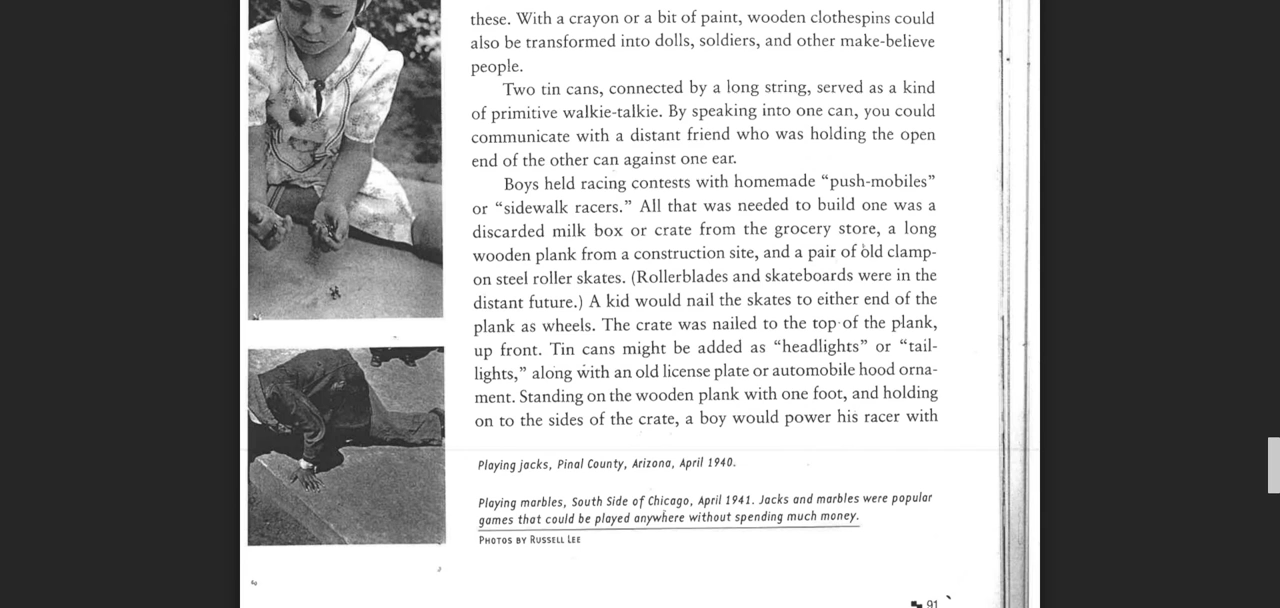 these. With a crayon or a bit of paint, wooden clothespins could
also be transformed into dolls, soldiers, and other make-believe
people.
Two tin cans, connected by a long string, served as a kind
of primitive walkie-talkie. By speaking into one can, you could
communicate with a distant friend who was holding the open
end of the other can against one ear.
Boys held racing contests with homemade “push-mobiles”
or “sidewalk racers.” All that was needed to build one was a
discarded milk box or crate from the grocery store, a long
wooden plank from a construction site, and a pair of old clamp-
on steel roller skates. (Rollerblades and skateboards were in the
distant future.) A kid would nail the skates to either end of the
plank as wheels. The crate was nailed to the top of the plank,
up front. Tin cans might be added as “headlights” or “tail-
lights,” along with an old license plate or automobile hood orna-
ment. Standing on the wooden plank with one foot, and holding
on to the sides of the crate, a boy would power his racer with
Playing jacks, Pinal County, Arizona, April 1940.
Playing marbles, South Side of Chicago, April 1941. Jacks and marbles were popular
games that could be played anywhere without spending much money.
PHOTOS BY RUSSELL LEE
91